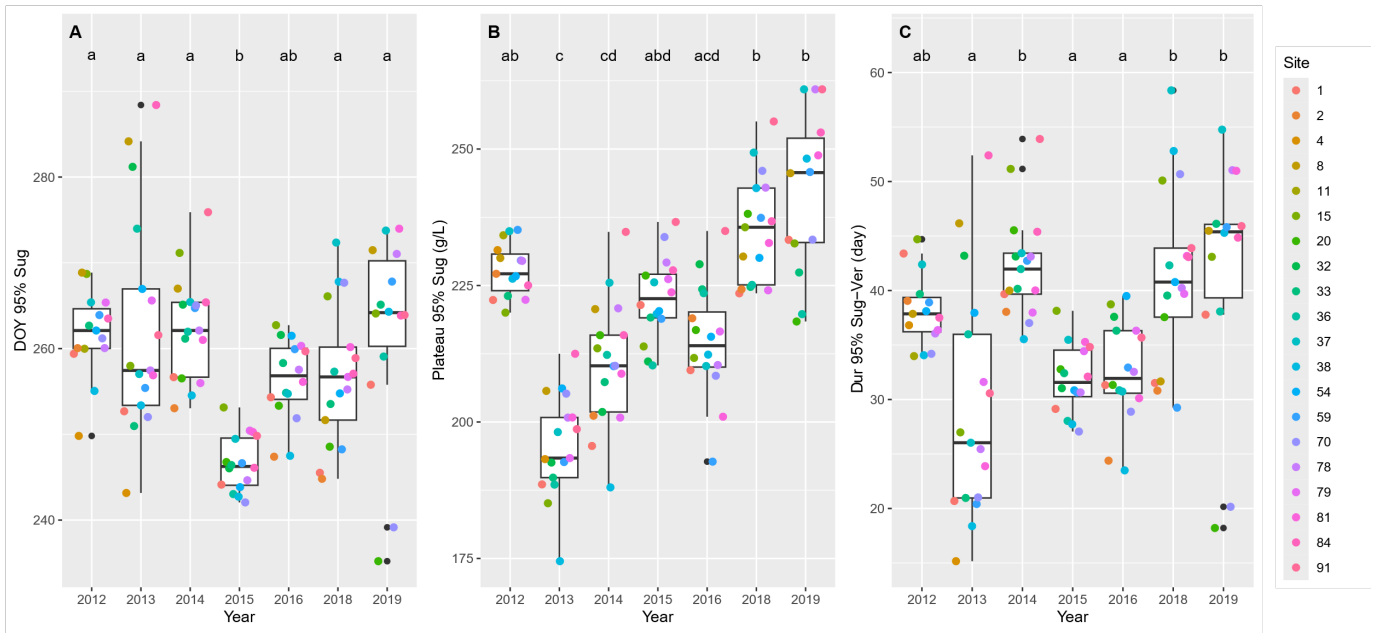 A
a a a b ab a a
DOY 95% Sug
280
260
240
2012 2013 2014 2015 2016 2018 2019
Year
B
ab c cd abd acd b b
Plateau 95% Sug (g/L)
250
225
200
175
2012 2013 2014 2015 2016 2018 2019
Year
C
ab a b a a b b
Dur 95% Sug-Ver (day)
60
50
40
30
20
2012 2013 2014 2015 2016 2018 2019
Year
Site
1
2
4
8
11
15
20
32
33
36
37
38
54
59
70
78
79
81
84
91